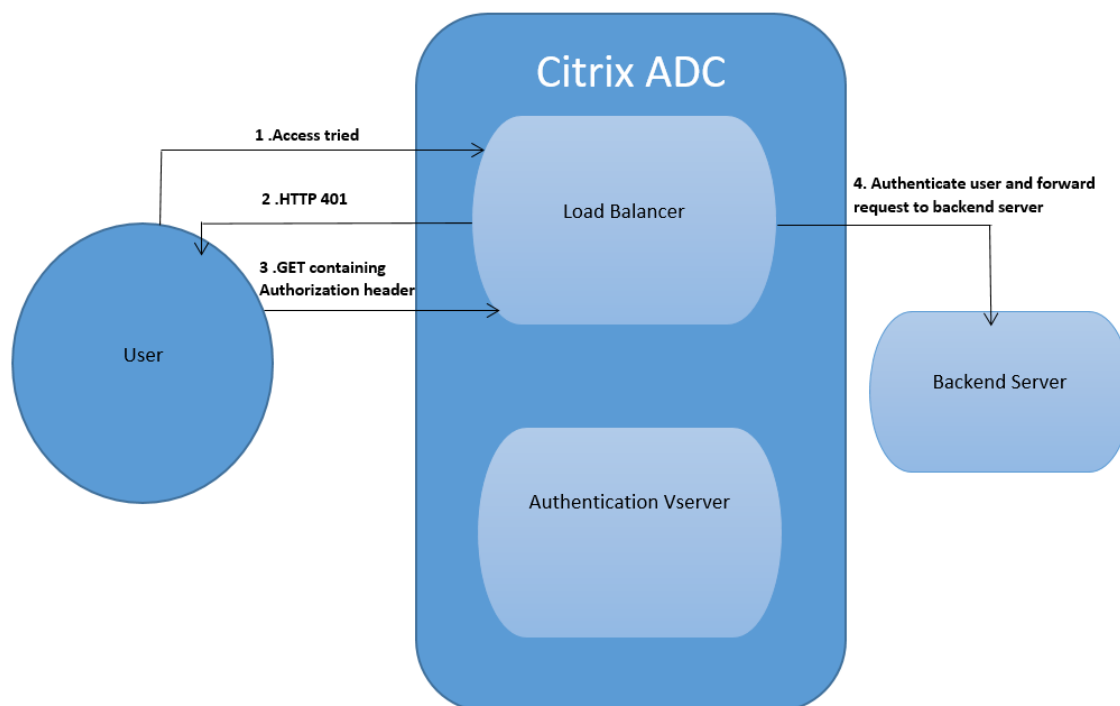 Citrix ADC
1 .Access tried
2 .HTTP 401
Load Balancer
4. Authenticate user and forward
request to backend server
3 .GET containing
Authorization header
User
Backend Server
Authentication Vserver